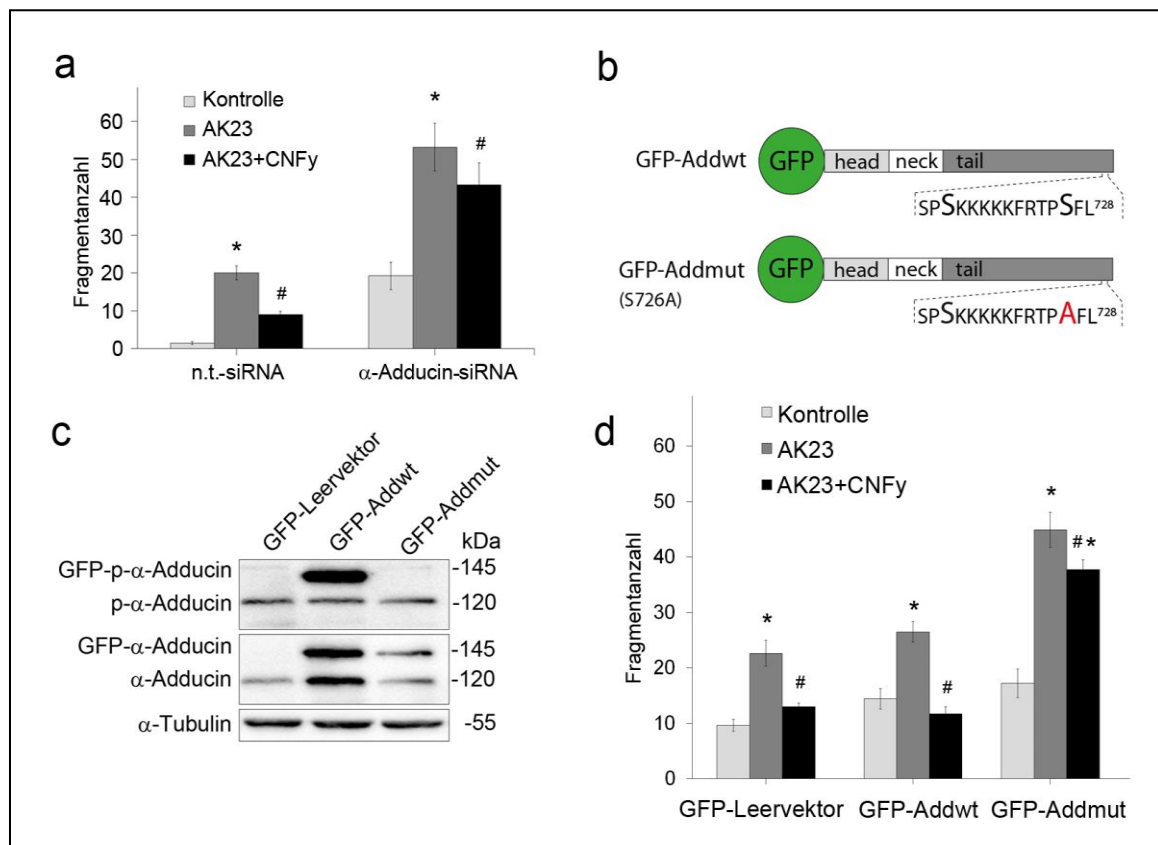 a
Fragmentanzahl
60
50
40
30
20
10
0
Kontrolle
AK23
AK23+CNFy
*
#
*
#
n.t.-siRNA
α-Adducin-siRNA
b
GFP-Addwt
GFP
head
neck
tail
SPSKKKKKFRTPSFL728
GFP-Addmut
(S726A)
GFP
head
neck
tail
SPSKKKKKFRTPAFL728
c
GFP-Leervektor
GFP-Addwt
GFP-Addmut
kDa
GFP-p-α-Adducin
-145
p-α-Adducin
-120
GFP-α-Adducin
-145
α-Adducin
-120
α-Tubulin
-55
d
Fragmentanzahl
60
50
40
30
20
10
0
Kontrolle
AK23
AK23+CNFy
*
#
*
#
*
#*
GFP-Leervektor
GFP-Addwt
GFP-Addmut